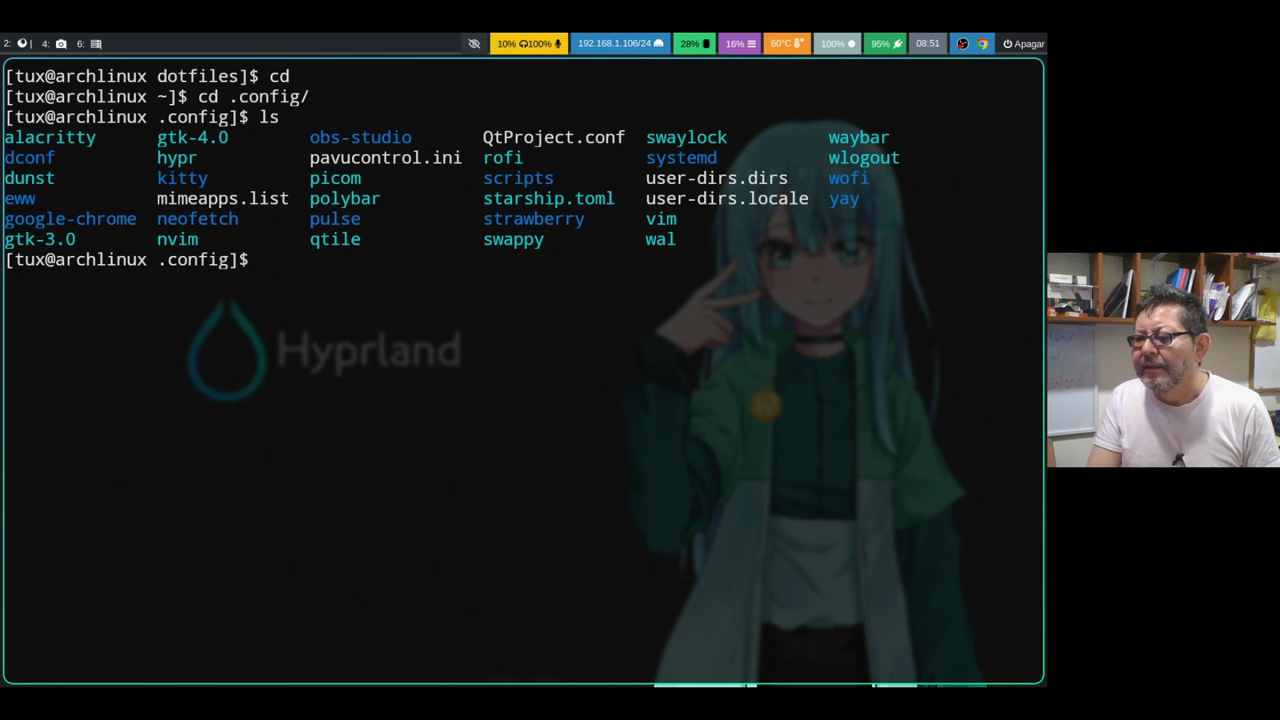 2: | 4: 6: 10% 100% 192.168.1.106/24 28% 16% 60°C 100% 95% 08:51 Apagar
[tux@archlinux dotfiles]$ cd
[tux@archlinux ~]$ cd .config/
[tux@archlinux .config]$ ls
alacritty gtk-4.0 obs-studio QtProject.conf swaylock waybar
dconf hypr pavucontrol.ini rofi systemd wlogout
dunst kitty picom scripts user-dirs.dirs wofi
eww mimeapps.list polybar starship.toml user-dirs.locale yay
google-chrome neofetch pulse strawberry vim
gtk-3.0 nvim qtile swappy wal
[tux@archlinux .config]$
Hyprland